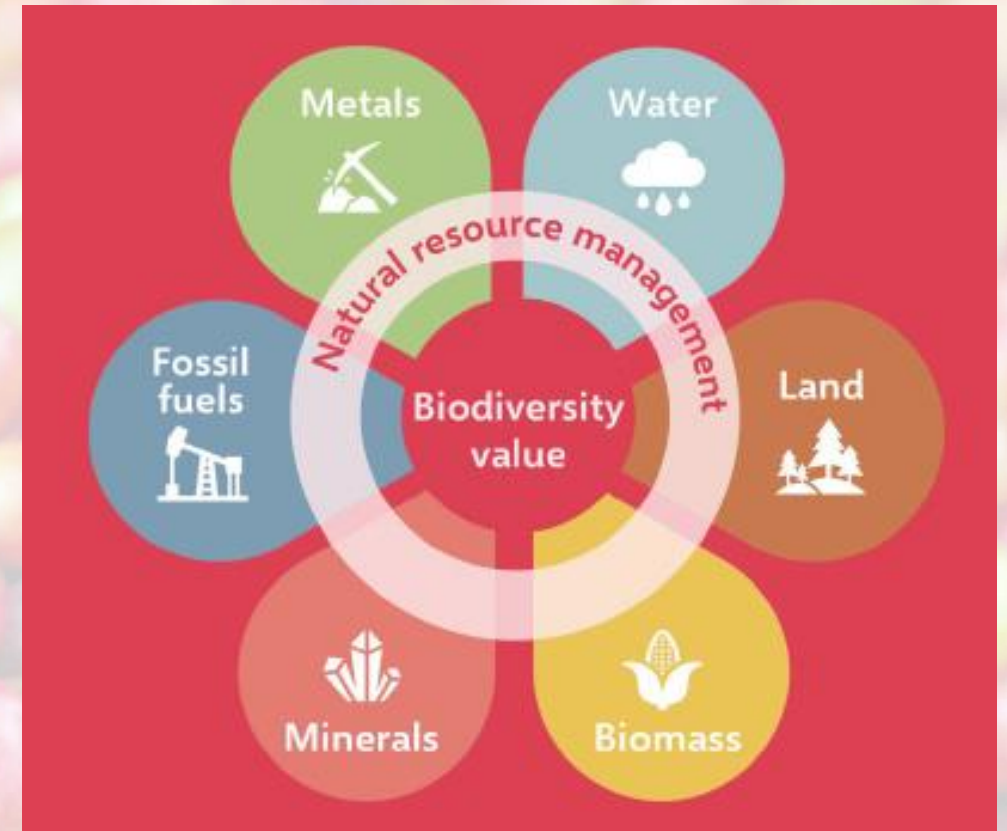 Metals
Water
Natural resource management
Fossil
fuels
Biodiversity
value
Land
Minerals
Biomass